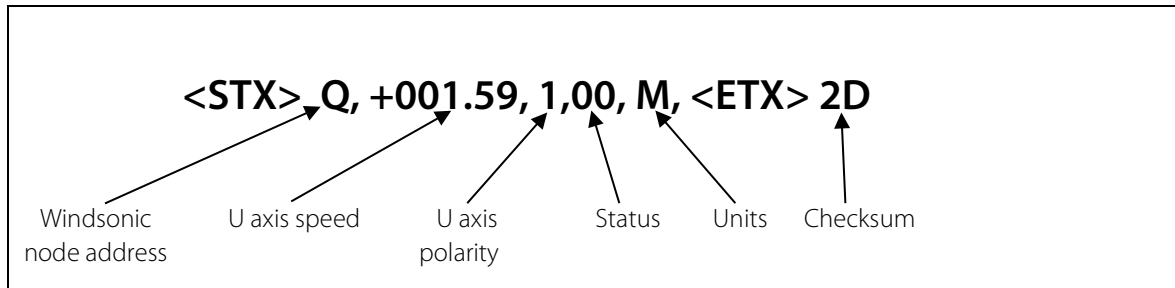 <STX> Q, +001.59, 1,00, M, <ETX> 2D
Windsonic node address
U axis speed
U axis polarity
Status
Units
Checksum